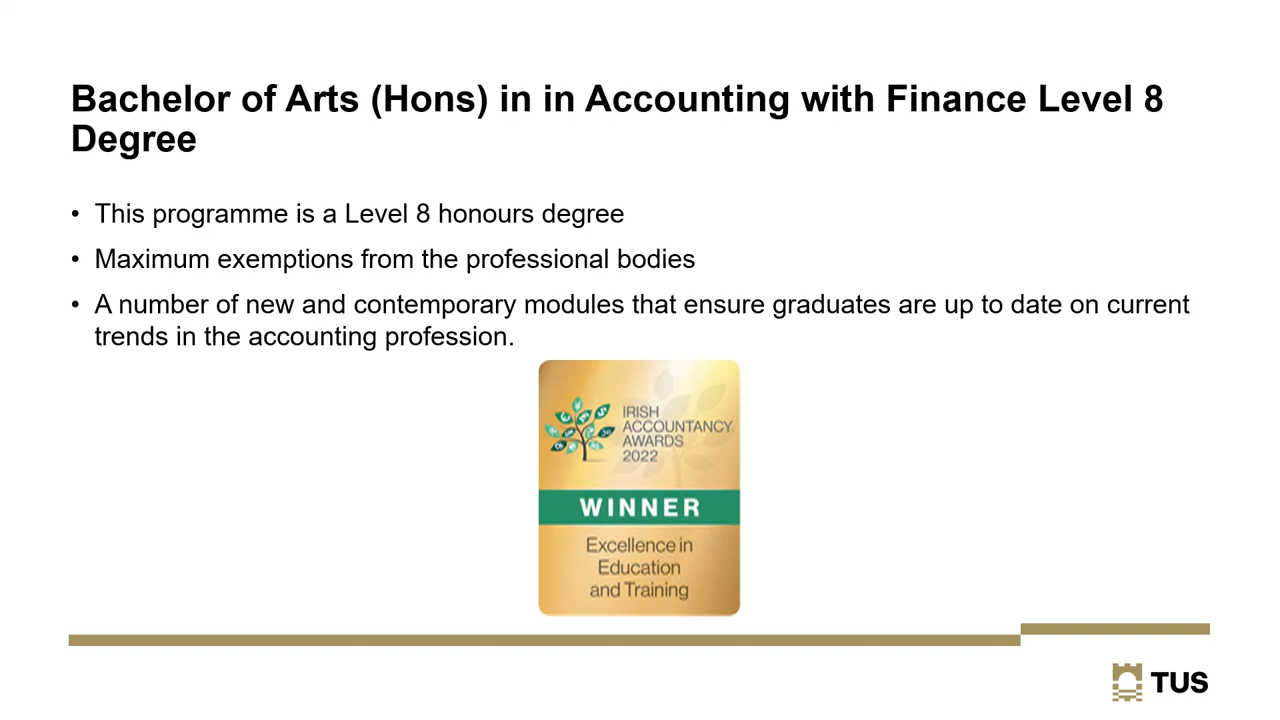 Bachelor of Arts (Hons) in in Accounting with Finance Level 8
Degree
• This programme is a Level 8 honours degree
• Maximum exemptions from the professional bodies
• A number of new and contemporary modules that ensure graduates are up to date on current
trends in the accounting profession.
IRISH
ACCOUNTANCY
AWARDS
2022
WINNER
Excellence in
Education
and Training
TUS